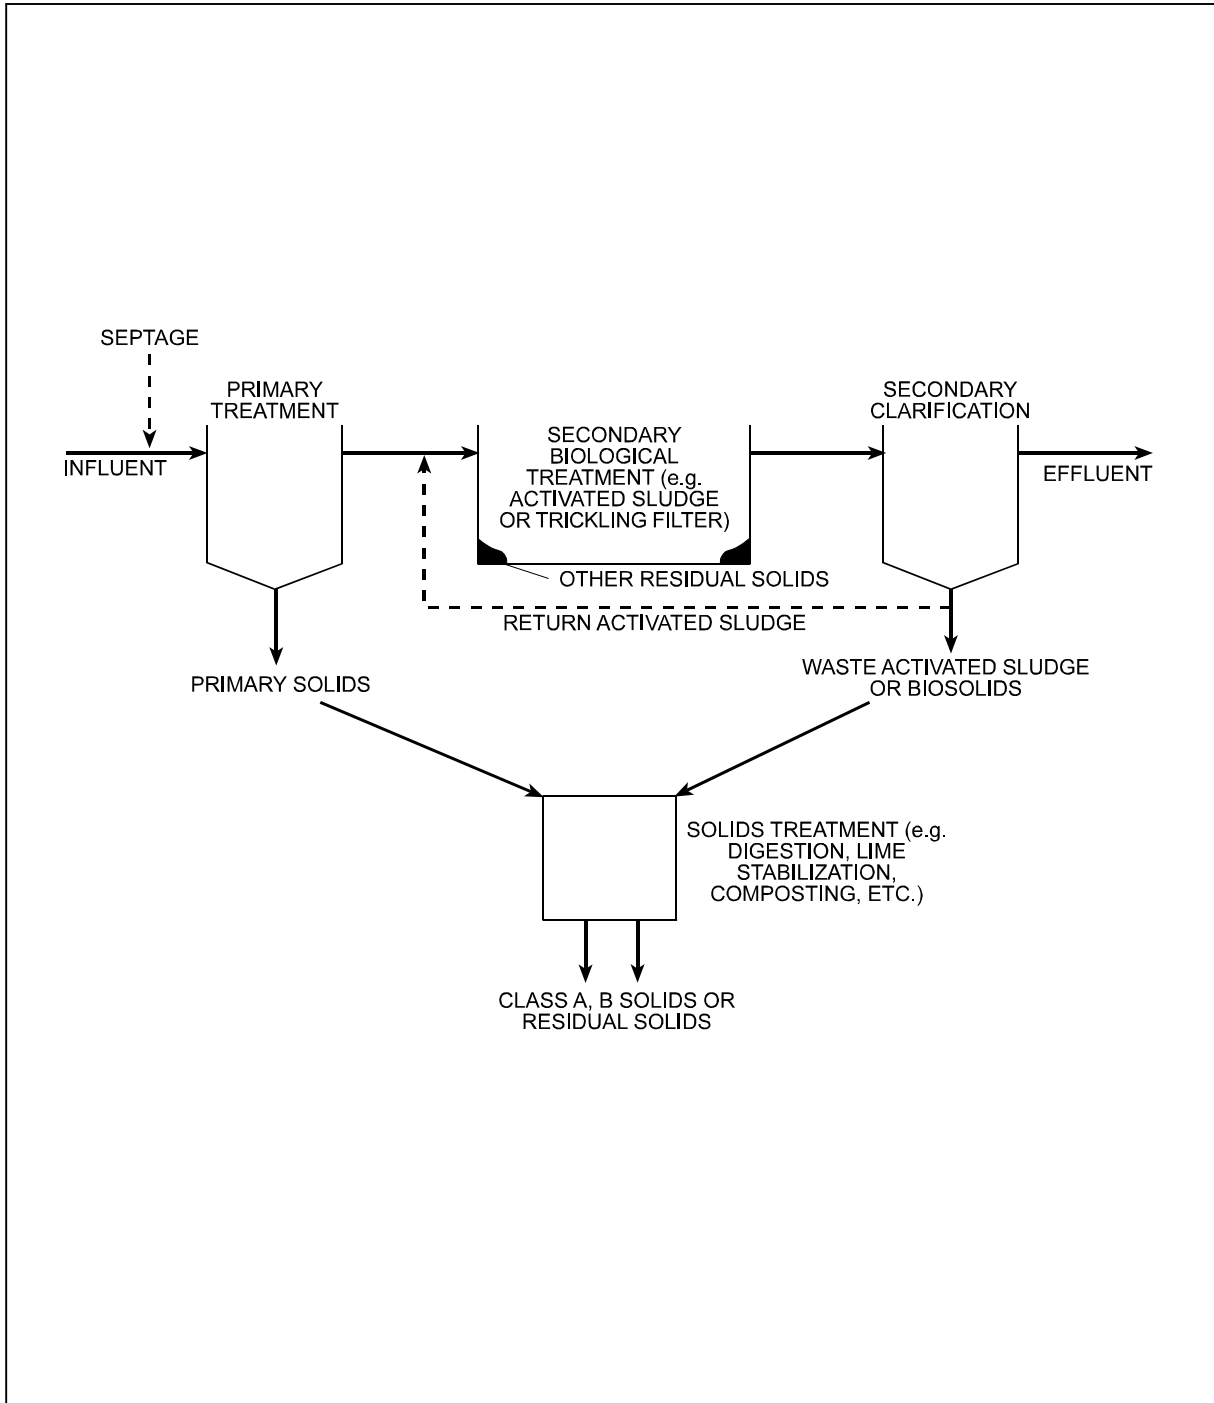 SEPTAGE
PRIMARY
TREATMENT
SECONDARY
CLARIFICATION
INFLUENT
SECONDARY
BIOLOGICAL
TREATMENT (e.g.
ACTIVATED SLUDGE
OR TRICKLING FILTER)
EFFLUENT
OTHER RESIDUAL SOLIDS
RETURN ACTIVATED SLUDGE
PRIMARY SOLIDS
WASTE ACTIVATED SLUDGE
OR BIOSOLIDS
SOLIDS TREATMENT (e.g.
DIGESTION, LIME
STABILIZATION,
COMPOSTING, ETC.)
CLASS A, B SOLIDS OR
RESIDUAL SOLIDS